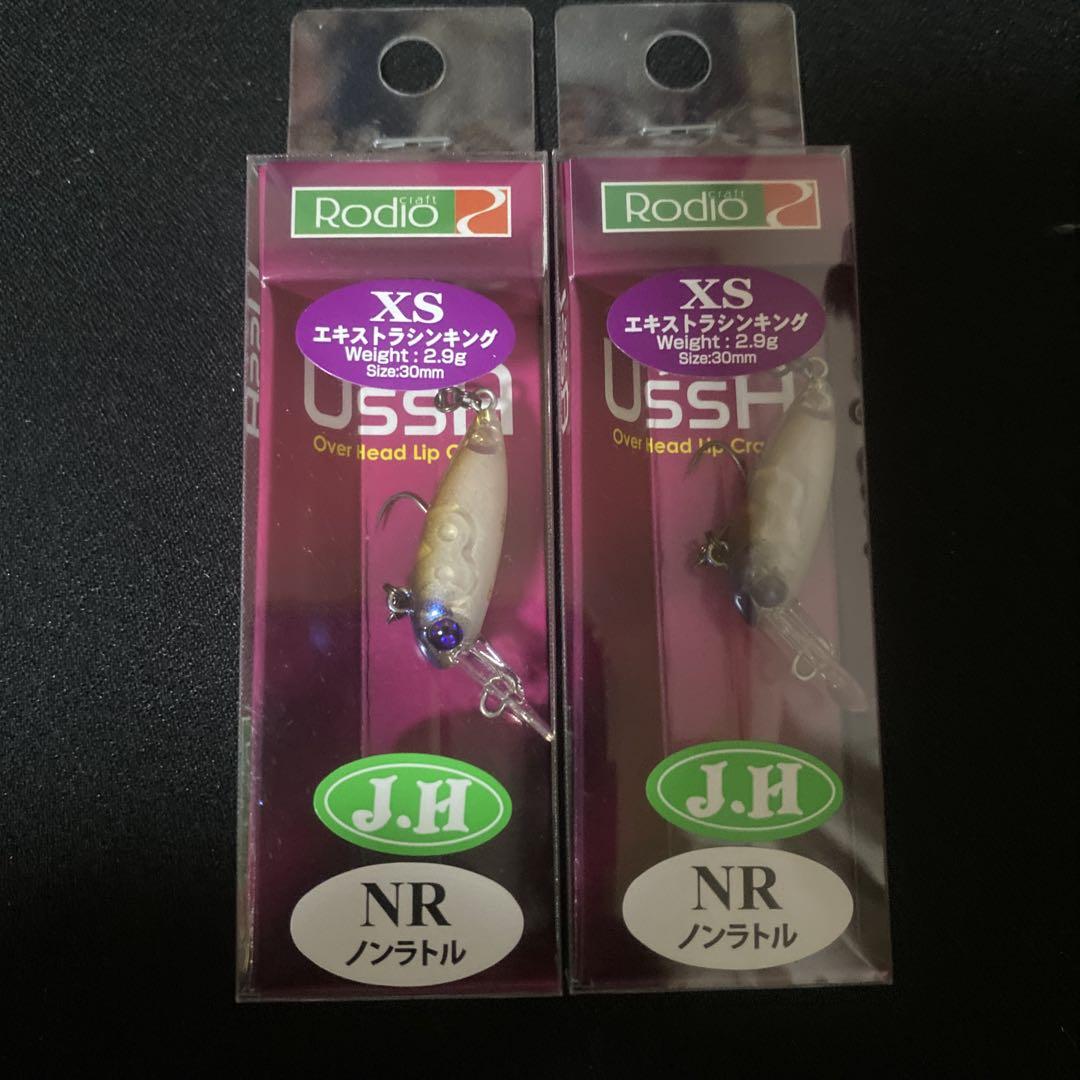 Rodio craft
XS
エキストラシンキング
Weight : 2.9g
Size:30mm
Over Head Lip
J.H
NR
ノンラトル
Rodio craft
XS
エキストラシンキング
Weight : 2.9g
Size:30mm
UssH
Over Head Lip Cra
J.H
NR
ノンラトル